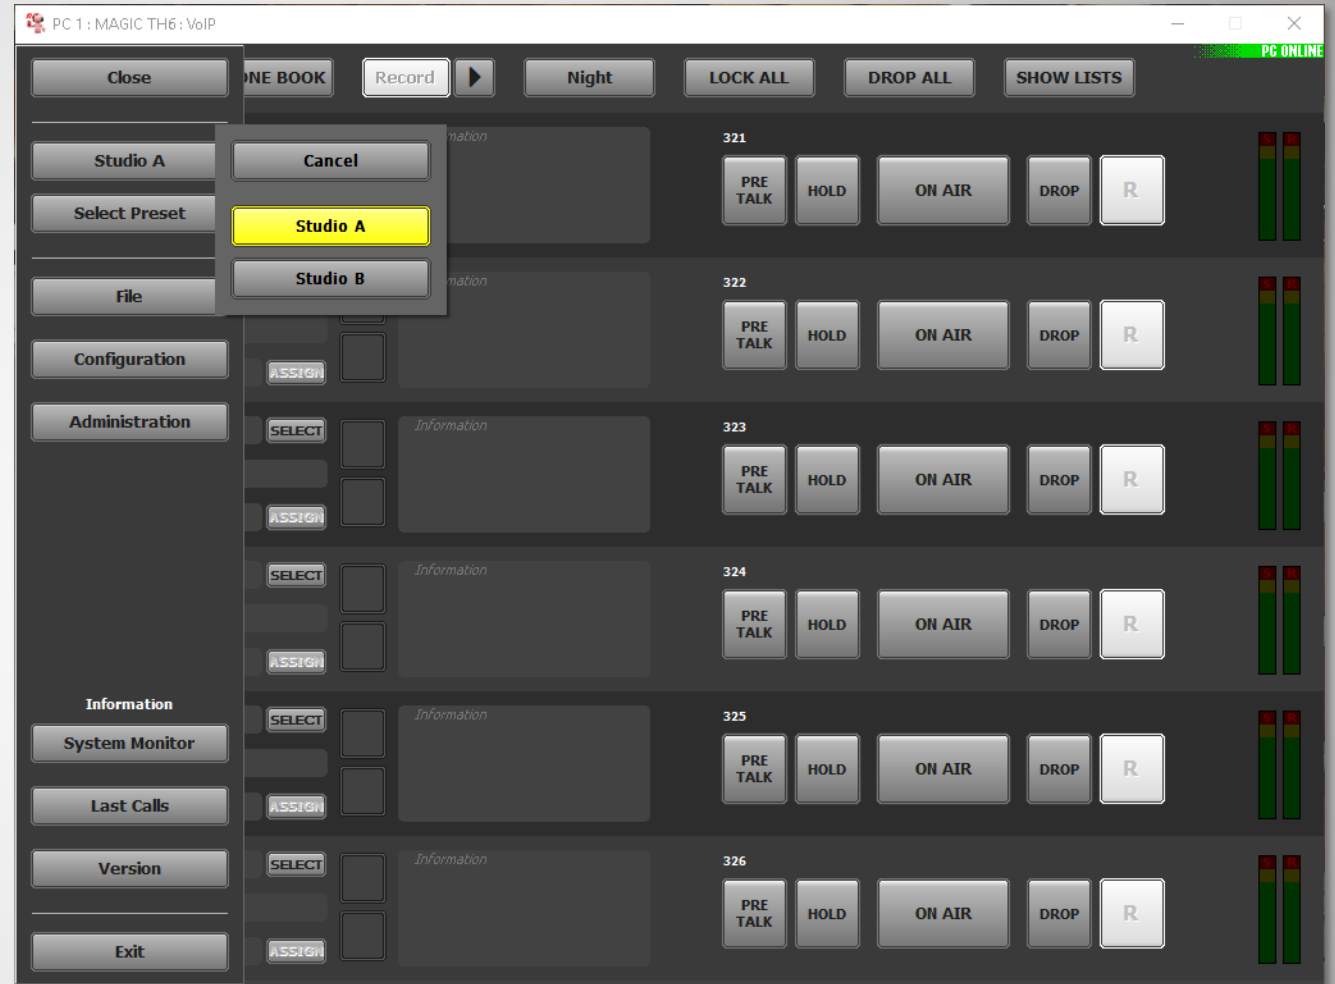 PC 1 : MAGIC TH6 : VoIP
PC ONLINE
Close
ONE BOOK
Record
Night
LOCK ALL
DROP ALL
SHOW LISTS
Studio A
Select Preset
File
Configuration
Administration
Information
System Monitor
Last Calls
Version
Exit
Cancel
Studio A
Studio B
mation
321
PRE
TALK
HOLD
ON AIR
DROP
R
S R
mation
322
PRE
TALK
HOLD
ON AIR
DROP
R
S R
ASSIGN
SELECT
Information
323
PRE
TALK
HOLD
ON AIR
DROP
R
S R
ASSIGN
SELECT
Information
324
PRE
TALK
HOLD
ON AIR
DROP
R
S R
ASSIGN
SELECT
Information
325
PRE
TALK
HOLD
ON AIR
DROP
R
S R
ASSIGN
SELECT
Information
326
PRE
TALK
HOLD
ON AIR
DROP
R
S R
ASSIGN